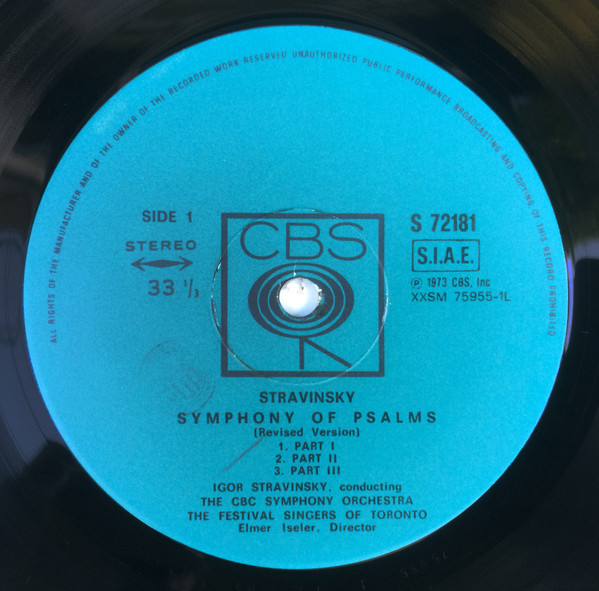 ALL RIGHTS OF THE MANUFACTURER AND OF THE OWNER OF THE RECORDED WORK RESERVED UNAUTHORIZED PUBLIC PERFORMANCE BROADCASTING AND COPYING OF THIS RECORD PROHIBITED
SIDE 1
STEREO
33 1/3
CBS
S 72181
S.I.A.E.
℗ 1973 CBS, Inc
XXSM 75955-1L
STRAVINSKY
SYMPHONY OF PSALMS
(Revised Version)
1. PART I
2. PART II
3. PART III
IGOR STRAVINSKY, conducting
THE CBC SYMPHONY ORCHESTRA
THE FESTIVAL SINGERS OF TORONTO
Elmer Iseler, Director